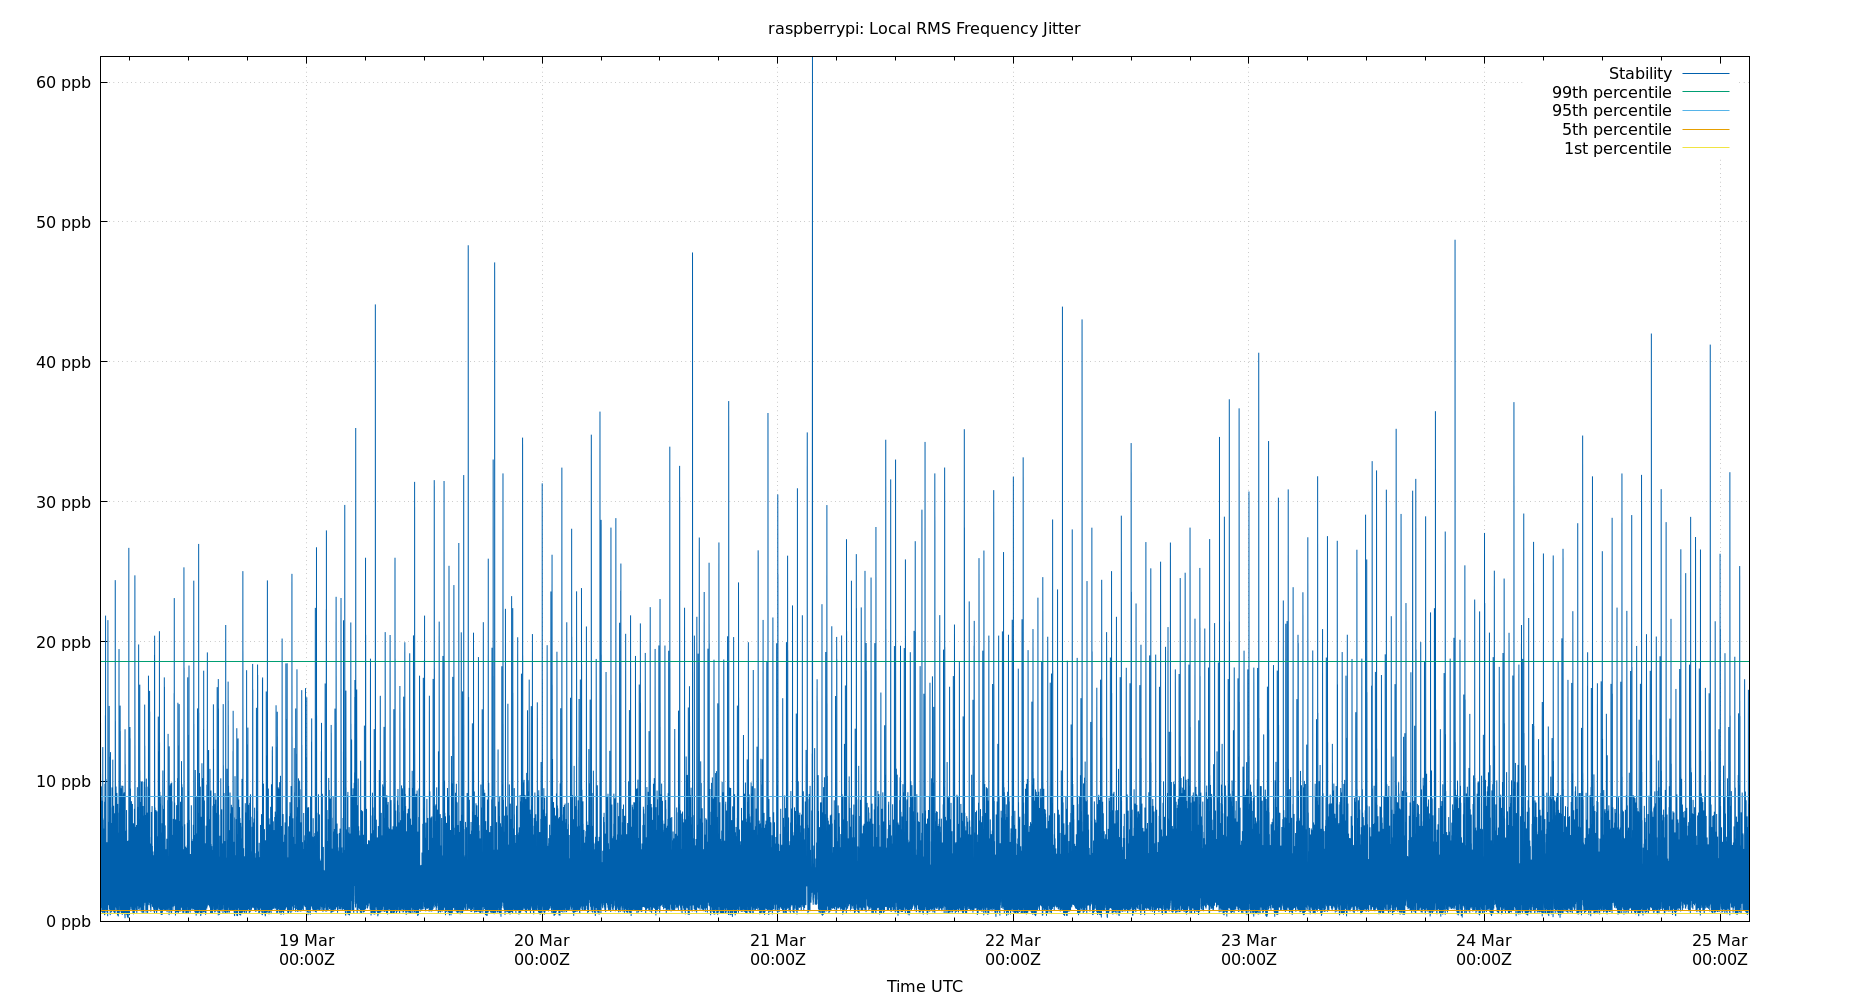 raspberrypi: Local RMS Frequency Jitter
60 ppb
50 ppb
40 ppb
30 ppb
20 ppb
10 ppb
0 ppb
Stability
99th percentile
95th percentile
5th percentile
1st percentile
19 Mar
00:00Z
20 Mar
00:00Z
21 Mar
00:00Z
22 Mar
00:00Z
23 Mar
00:00Z
24 Mar
00:00Z
25 Mar
00:00Z
Time UTC